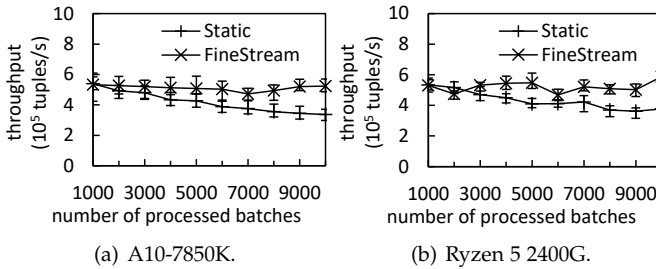 throughput
(10⁵ tuples/s)
10
8
6
4
2
0
Static
FineStream
1000 3000 5000 7000 9000
number of processed batches
(a) A10-7850K.
throughput
(10⁵ tuples/s)
10
8
6
4
2
0
Static
FineStream
1000 3000 5000 7000 9000
number of processed batches
(b) Ryzen 5 2400G.